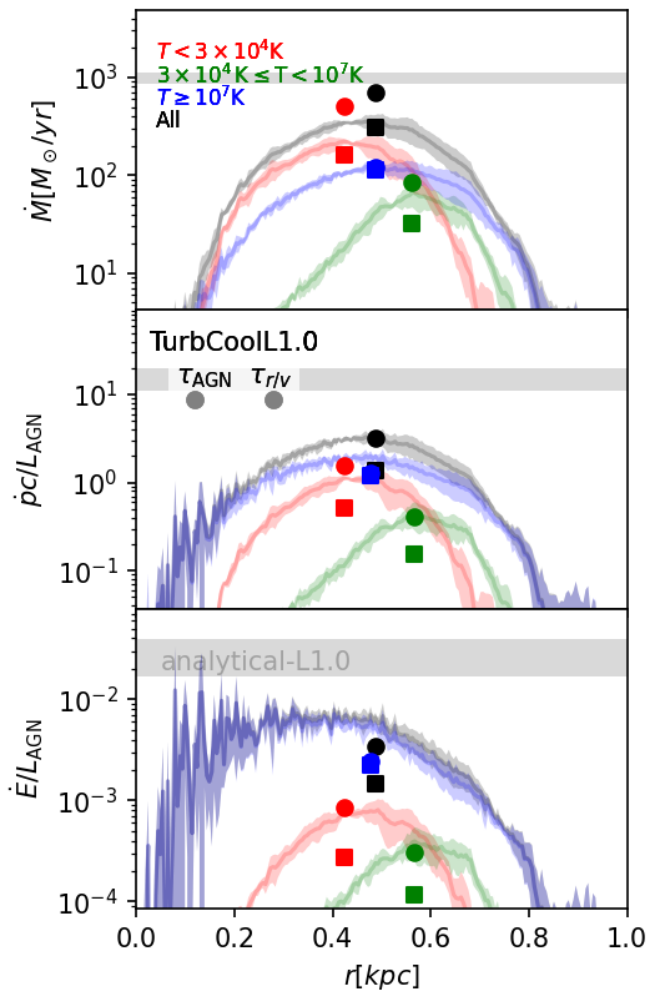 T < 3 × 10⁴K
3 × 10⁴K ≤ T < 10⁷K
T ≥ 10⁷K
All
10³
10²
10¹
Ṁ[M⊙/yr]
TurbCoolL1.0
τAGN τr/v
10¹
10⁰
10⁻¹
ṗc/LAGN
analytical-L1.0
10⁻²
10⁻³
10⁻⁴
Ė/LAGN
0.0 0.2 0.4 0.6 0.8 1.0
r[kpc]